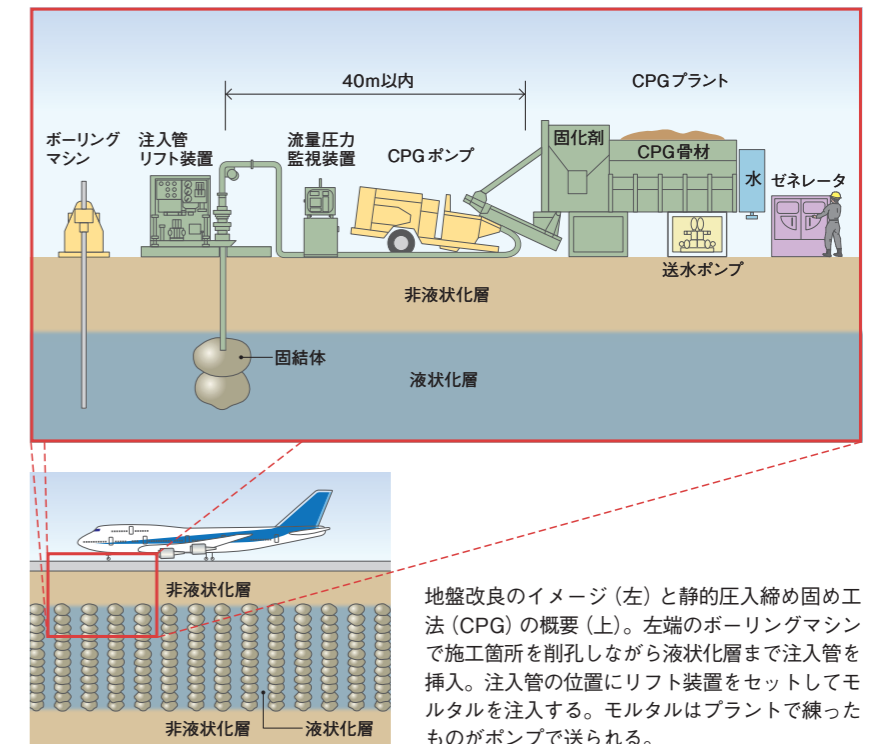 40m以内
CPGプラント
ボーリング
マシン
注入管
リフト装置
流量圧力
監視装置
CPGポンプ
固化剤
CPG骨材
水
ゼネレータ
送水ポンプ
非液状化層
固結体
液状化層
非液状化層
非液状化層
液状化層
地盤改良のイメージ（左）と静的圧入締め固め工
法（CPG）の概要（上）。左端のボーリングマシン
で施工箇所を削孔しながら液状化層まで注入管を
挿入。注入管の位置にリフト装置をセットしてモ
ルタルを注入する。モルタルはプラントで練った
ものがポンプで送られる。